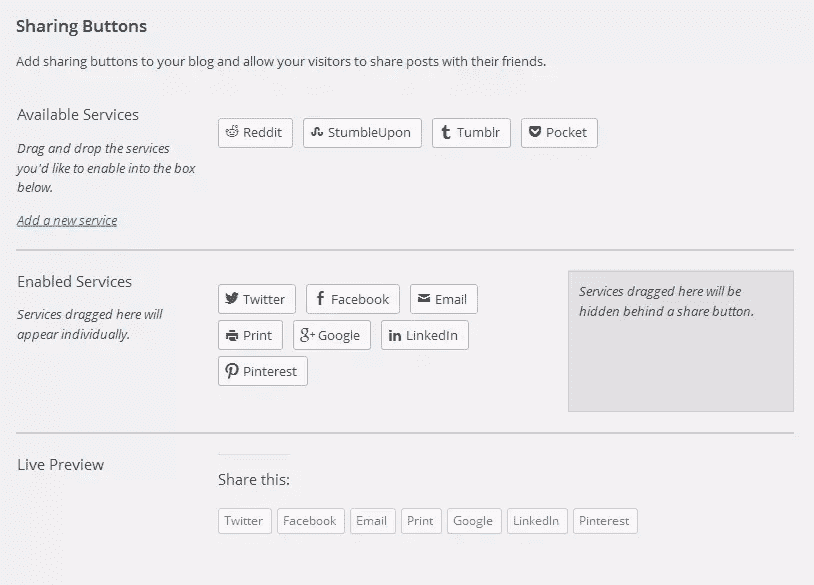 Sharing Buttons
Add sharing buttons to your blog and allow your visitors to share posts with their friends.
Available Services
Drag and drop the services
you'd like to enable into the box
below.
Add a new service
Reddit StumbleUpon Tumblr Pocket
Enabled Services
Services dragged here will
appear individually.
Twitter Facebook Email
Print Google LinkedIn
Pinterest
Services dragged here will be
hidden behind a share button.
Live Preview
Share this:
Twitter Facebook Email Print Google LinkedIn Pinterest